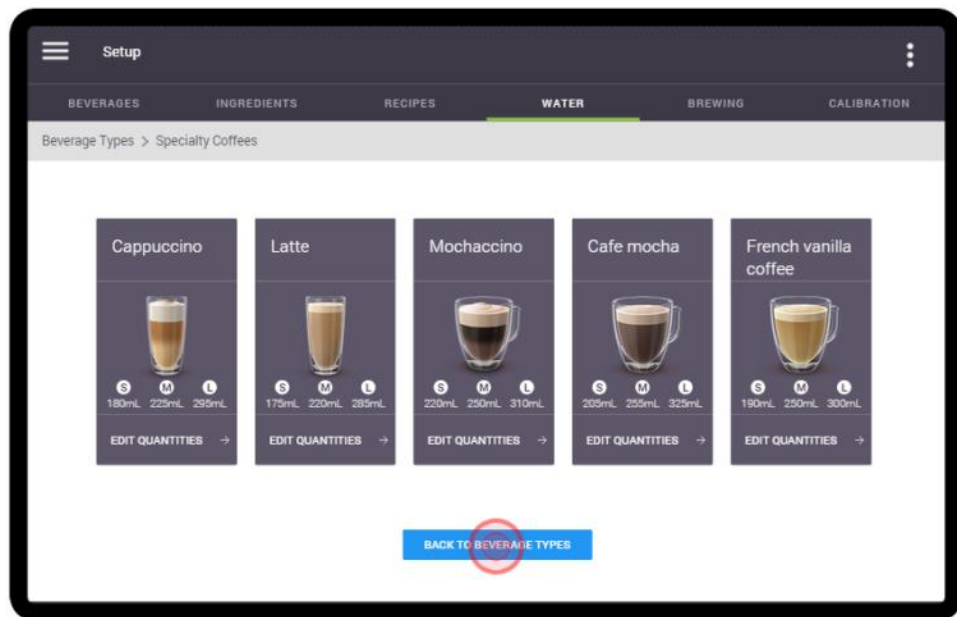 Setup
BEVERAGES INGREDIENTS RECIPES WATER BREWING CALIBRATION
Beverage Types > Specialty Coffees
Cappuccino
S M L
180mL 225mL 295mL
EDIT QUANTITIES →
Latte
S M L
175mL 220mL 285mL
EDIT QUANTITIES →
Mochaccino
S M L
220mL 250mL 310mL
EDIT QUANTITIES →
Cafe mocha
S M L
205mL 255mL 325mL
EDIT QUANTITIES →
French vanilla
coffee
S M L
190mL 250mL 300mL
EDIT QUANTITIES →
BACK TO BEVERAGE TYPES